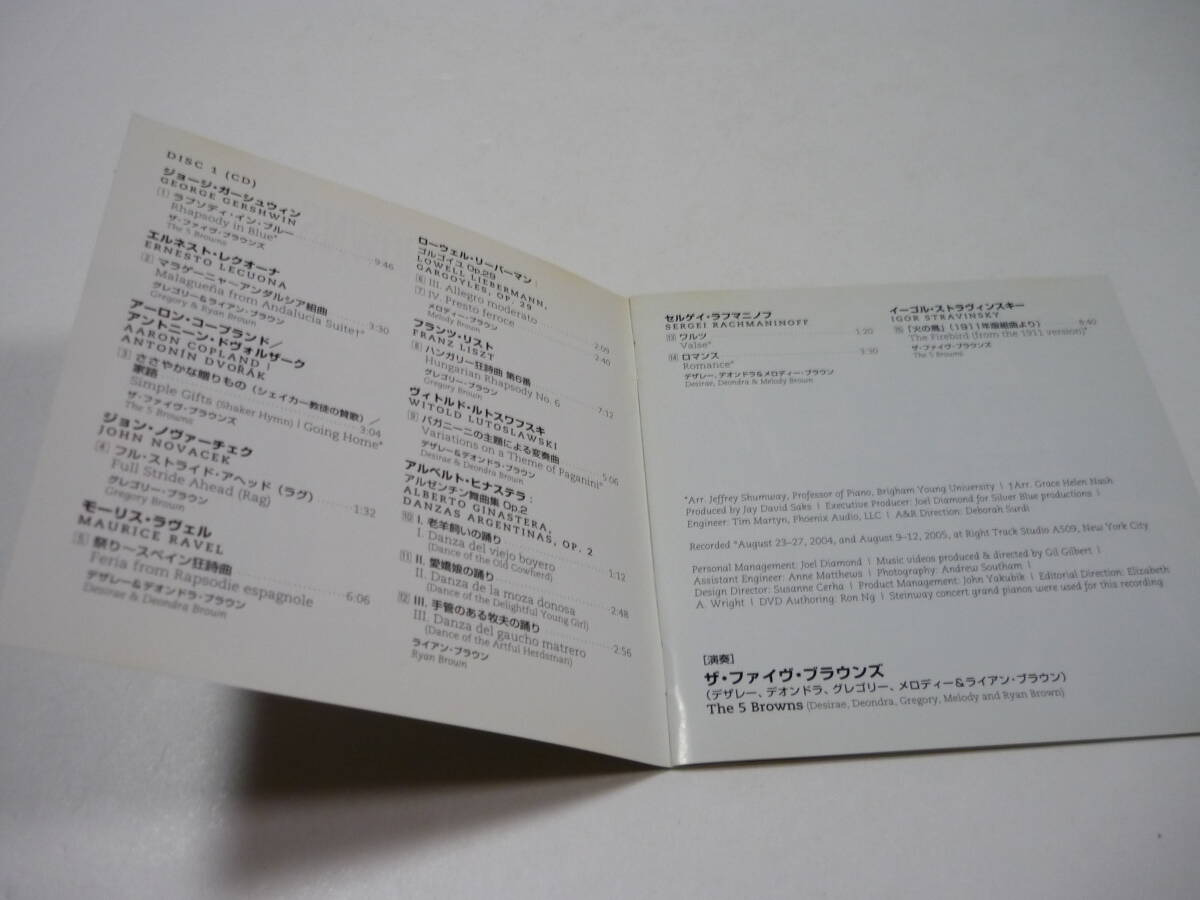 DISC 1 (CD)
ジョージ・ガーシュウィン
GEORGE GERSHWIN
1 ラプソディ・イン・ブルー
Rhapsody in Blue* 9:46
ザ・ファイヴ・ブラウンズ
The 5 Browns
エルネスト・レクオーナ
ERNESTO LECUONA
2 マラゲーニャ－アンダルシア組曲
Malagueña from Andalucía Suite†* 3:30
グレゴリー&ライアン・ブラウン
Gregory & Ryan Brown
アーロン・コープランド／
アントニーン・ドヴォルザーク
AARON COPLAND |
ANTONIN DVOŘÁK
3 ささやかな贈りもの（シェイカー教徒の賛歌）／
家路 3:04
Simple Gifts (Shaker Hymn) | Going Home*
ザ・ファイヴ・ブラウンズ
The 5 Browns
ジョン・ノヴァーチェク
JOHN NOVACEK
4 フル・ストライド・アヘッド（ラグ） 1:32
Full Stride Ahead (Rag)
グレゴリー・ブラウン
Gregory Brown
モーリス・ラヴェル
MAURICE RAVEL
5 祭り－スペイン狂詩曲 6:06
Feria from Rapsodie espagnole
デザレー&デオンドラ・ブラウン
Desirae & Deondra Brown
ローウェル・リーバーマン：
ゴルゴイユ Op.29
LOWELL LIEBERMANN,
GARGOYLES, OP. 29
6 III. Allegro moderato 2:09
7 IV. Presto feroce 2:40
メロディー・ブラウン
Melody Brown
フランツ・リスト
FRANZ LISZT
8 ハンガリー狂詩曲 第6番 7:12
Hungarian Rhapsody No. 6
グレゴリー・ブラウン
Gregory Brown
ヴィトルド・ルトスワフスキ
WITOLD LUTOSLAWSKI
9 パガニーニの主題による変奏曲 5:06
Variations on a Theme of Paganini*
デザレー&デオンドラ・ブラウン
Desirae & Deondra Brown
アルベルト・ヒナステラ：
アルゼンチン舞曲集 Op.2
ALBERTO GINASTERA,
DANZAS ARGENTINAS, OP. 2
10 I. 老羊飼いの踊り 1:12
I. Danza del viejo boyero
(Dance of the Old Cowherd)
11 II. 愛嬌娘の踊り 2:48
II. Danza de la moza donosa
(Dance of the Delightful Young Girl)
12 III. 手管のある牧夫の踊り 2:56
III. Danza del gaucho matrero
(Dance of the Artful Herdsman)
ライアン・ブラウン
Ryan Brown
セルゲイ・ラフマニノフ
SERGEI RACHMANINOFF
13 ワルツ 1:20
Valse*
14 ロマンス 3:30
Romance*
デザレー、デオンドラ&メロディー・ブラウン
Desirae, Deondra & Melody Brown
イーゴル・ストラヴィンスキー
IGOR STRAVINSKY
15 「火の鳥」（1911年版組曲より） 8:40
The Firebird (from the 1911 version)*
ザ・ファイヴ・ブラウンズ
The 5 Browns
*Arr. Jeffrey Shumway, Professor of Piano, Brigham Young University | †Arr. Grace Helen Nash
Produced by Jay David Saks | Executive Producer: Joel Diamond for Silver Blue productions |
Engineer: Tim Martyn, Phoenix Audio, LLC | A&R Direction: Deborah Surdi
Recorded *August 23–27, 2004, and August 9–12, 2005, at Right Track Studio A509, New York City
Personal Management: Joel Diamond | Music videos produced & directed by Gil Gilbert |
Assistant Engineer: Anne Matthews | Photography: Andrew Southam |
Design Director: Susanne Cerha | Product Management: John Yakubik | Editorial Direction: Elizabeth
A. Wright | DVD Authoring: Ron Ng | Steinway concert grand pianos were used for this recording
[演奏]
ザ・ファイヴ・ブラウンズ
（デザレー、デオンドラ、グレゴリー、メロディー&ライアン・ブラウン）
The 5 Browns (Desirae, Deondra, Gregory, Melody and Ryan Brown)